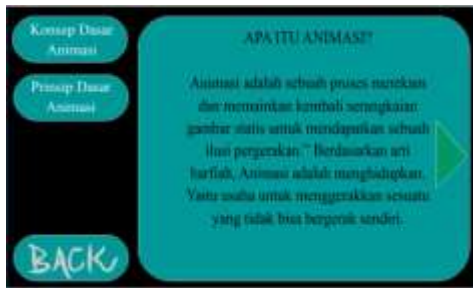 Konsep Dasar
Animasi
Prinsip Dasar
Animasi
BACK
APA ITU ANIMASI?
Animasi adalah sebuah proses merekam
dan memainkan kembali serangkaian
gambar statis untuk mendapatkan sebuah
ilusi pergerakan.” Berdasarkan arti
harfiah, Animasi adalah menghidupkan.
Yaitu usaha untuk menggerakkan sesuatu
yang tidak bisa bergerak sendiri.